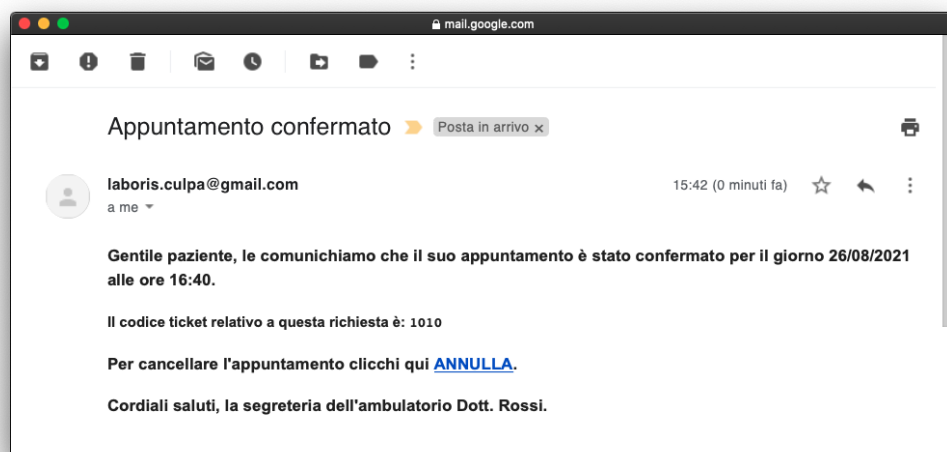 mail.google.com
Appuntamento confermato Posta in arrivo x
laboris.culpa@gmail.com 15:42 (0 minuti fa)
a me
Gentile paziente, le comunichiamo che il suo appuntamento è stato confermato per il giorno 26/08/2021
alle ore 16:40.
Il codice ticket relativo a questa richiesta è: 1010
Per cancellare l'appuntamento clicchi qui ANNULLA.
Cordiali saluti, la segreteria dell'ambulatorio Dott. Rossi.